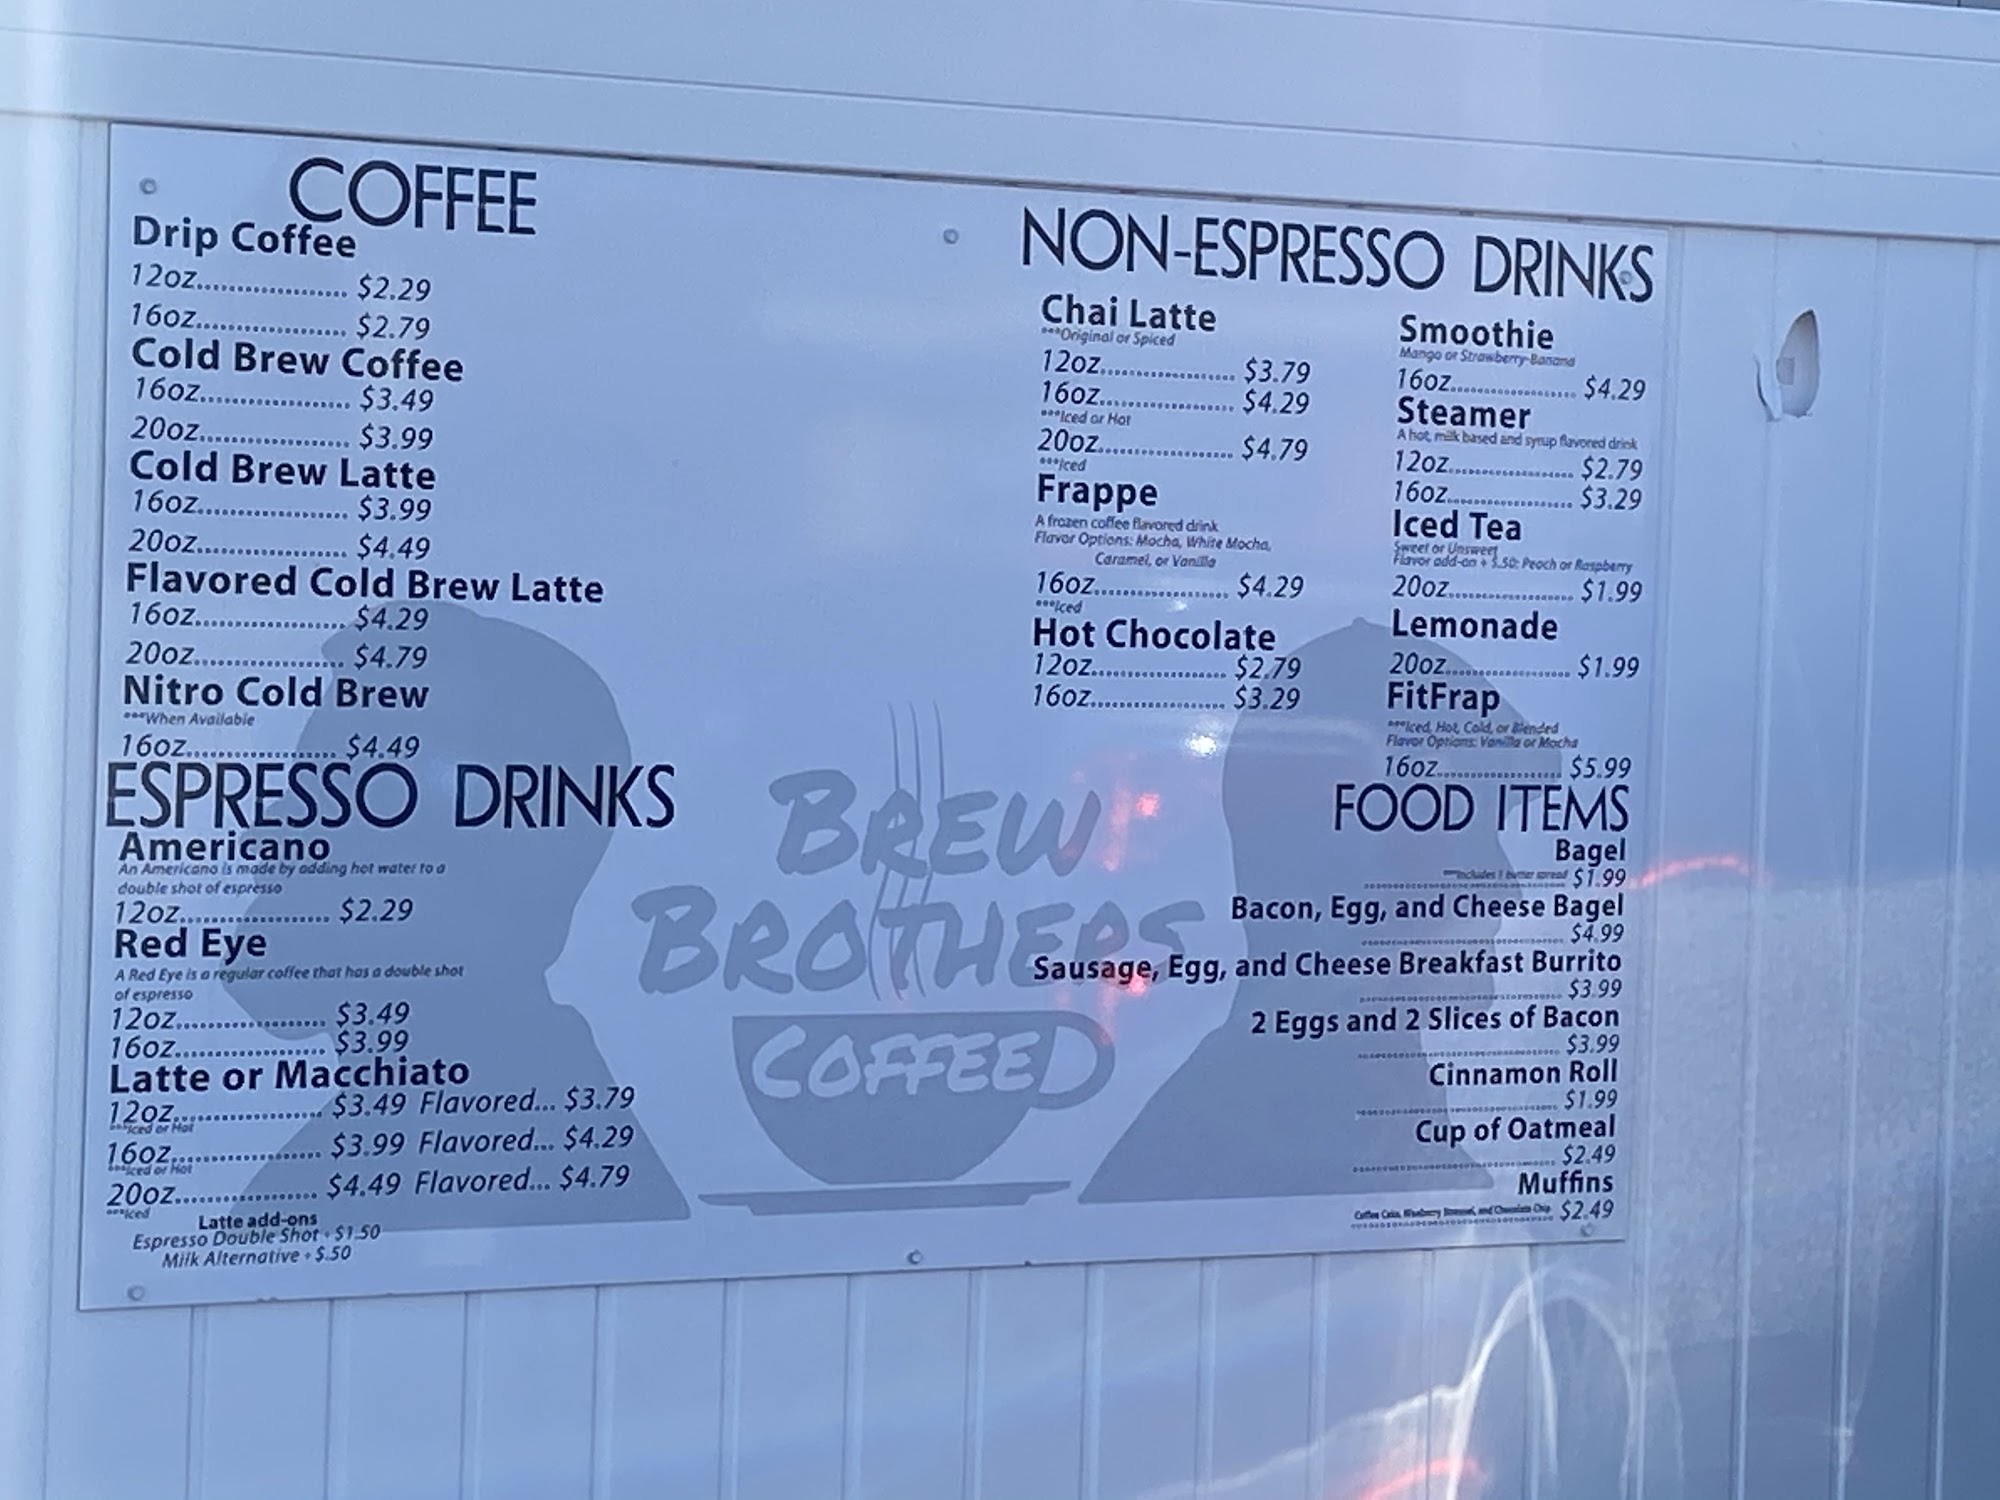 COFFEE
Drip Coffee
12oz.................... $2.29
16oz.................... $2.79
Cold Brew Coffee
16oz.................... $3.49
20oz.................... $3.99
Cold Brew Latte
16oz.................... $3.99
20oz.................... $4.49
Flavored Cold Brew Latte
16oz.................... $4.29
20oz.................... $4.79
Nitro Cold Brew
***When Available
16oz.................... $4.49
ESPRESSO DRINKS
Americano
An Americano is made by adding hot water to a
double shot of espresso
12oz.................... $2.29
Red Eye
A Red Eye is a regular coffee that has a double shot
of espresso
12oz.................... $3.49
16oz.................... $3.99
Latte or Macchiato
12oz.................... $3.49 Flavored... $3.79
***Iced or Hot
16oz.................... $3.99 Flavored... $4.29
***Iced or Hot
20oz.................... $4.49 Flavored... $4.79
***Iced
Latte add-ons
Espresso Double Shot + $1.50
Milk Alternative + $.50
BREW
BROTHERS
COFFEE
NON-ESPRESSO DRINKS
Chai Latte
***Original or Spiced
12oz.................... $3.79
16oz.................... $4.29
***Iced or Hot
20oz.................... $4.79
***Iced
Frappe
A frozen coffee flavored drink
Flavor Options: Mocha, White Mocha,
Caramel, or Vanilla
16oz.................... $4.29
***Iced
Hot Chocolate
12oz.................... $2.79
16oz.................... $3.29
Smoothie
Mango or Strawberry-Banana
16oz.................... $4.29
Steamer
A hot, milk based and syrup flavored drink
12oz.................... $2.79
16oz.................... $3.29
Iced Tea
Sweet or Unsweet
Flavor add-on + $.50: Peach or Raspberry
20oz.................... $1.99
Lemonade
20oz.................... $1.99
FitFrap
***Iced, Hot, Cold, or Blended
Flavor Options: Vanilla or Mocha
16oz.................... $5.99
FOOD ITEMS
Bagel
***Includes 1 butter spread $1.99
Bacon, Egg, and Cheese Bagel
.................... $4.99
Sausage, Egg, and Cheese Breakfast Burrito
.................... $3.99
2 Eggs and 2 Slices of Bacon
.................... $3.99
Cinnamon Roll
.................... $1.99
Cup of Oatmeal
.................... $2.49
Muffins
and Chocolate Chip $2.49